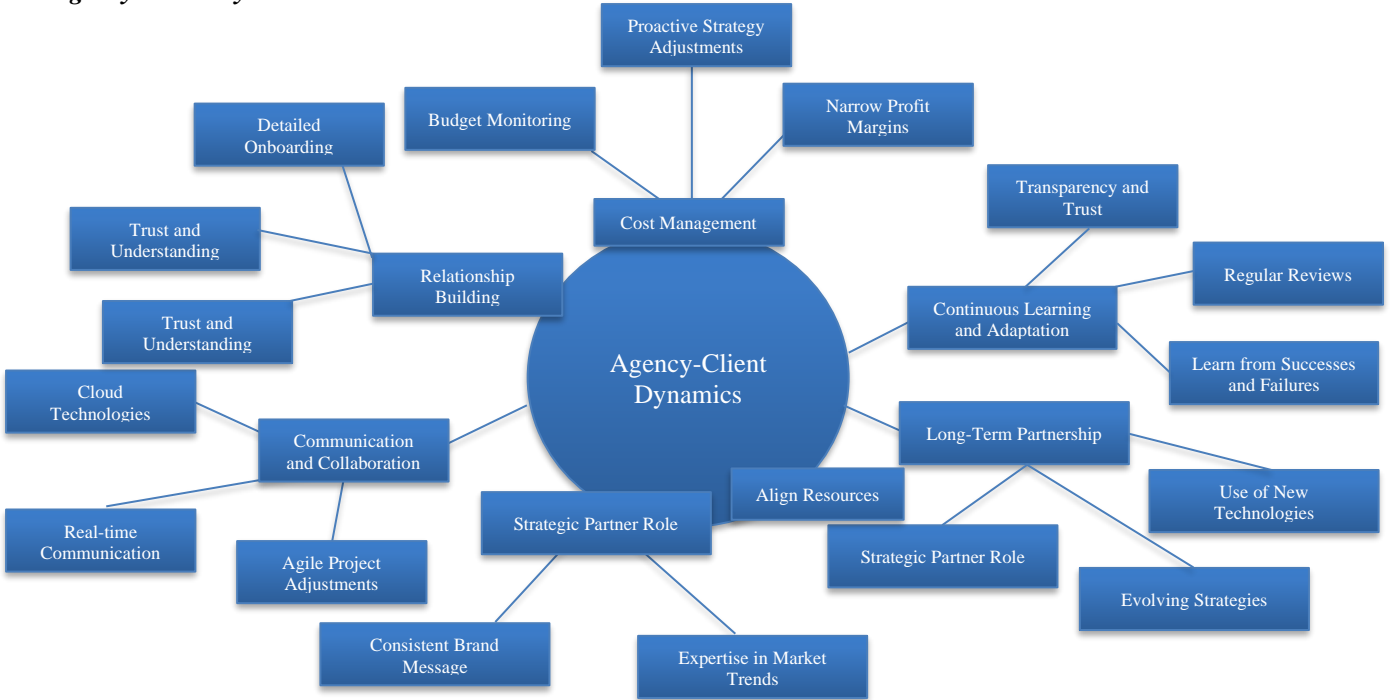 Proactive Strategy
Adjustments
Budget Monitoring
Narrow Profit
Margins
Detailed
Onboarding
Cost Management
Transparency and
Trust
Trust and
Understanding
Relationship
Building
Regular Reviews
Continuous Learning
and Adaptation
Trust and
Understanding
Agency-Client
Dynamics
Learn from Successes
and Failures
Cloud
Technologies
Communication
and Collaboration
Long-Term Partnership
Align Resources
Use of New
Technologies
Strategic Partner Role
Real-time
Communication
Strategic Partner Role
Agile Project
Adjustments
Evolving Strategies
Consistent Brand
Message
Expertise in Market
Trends